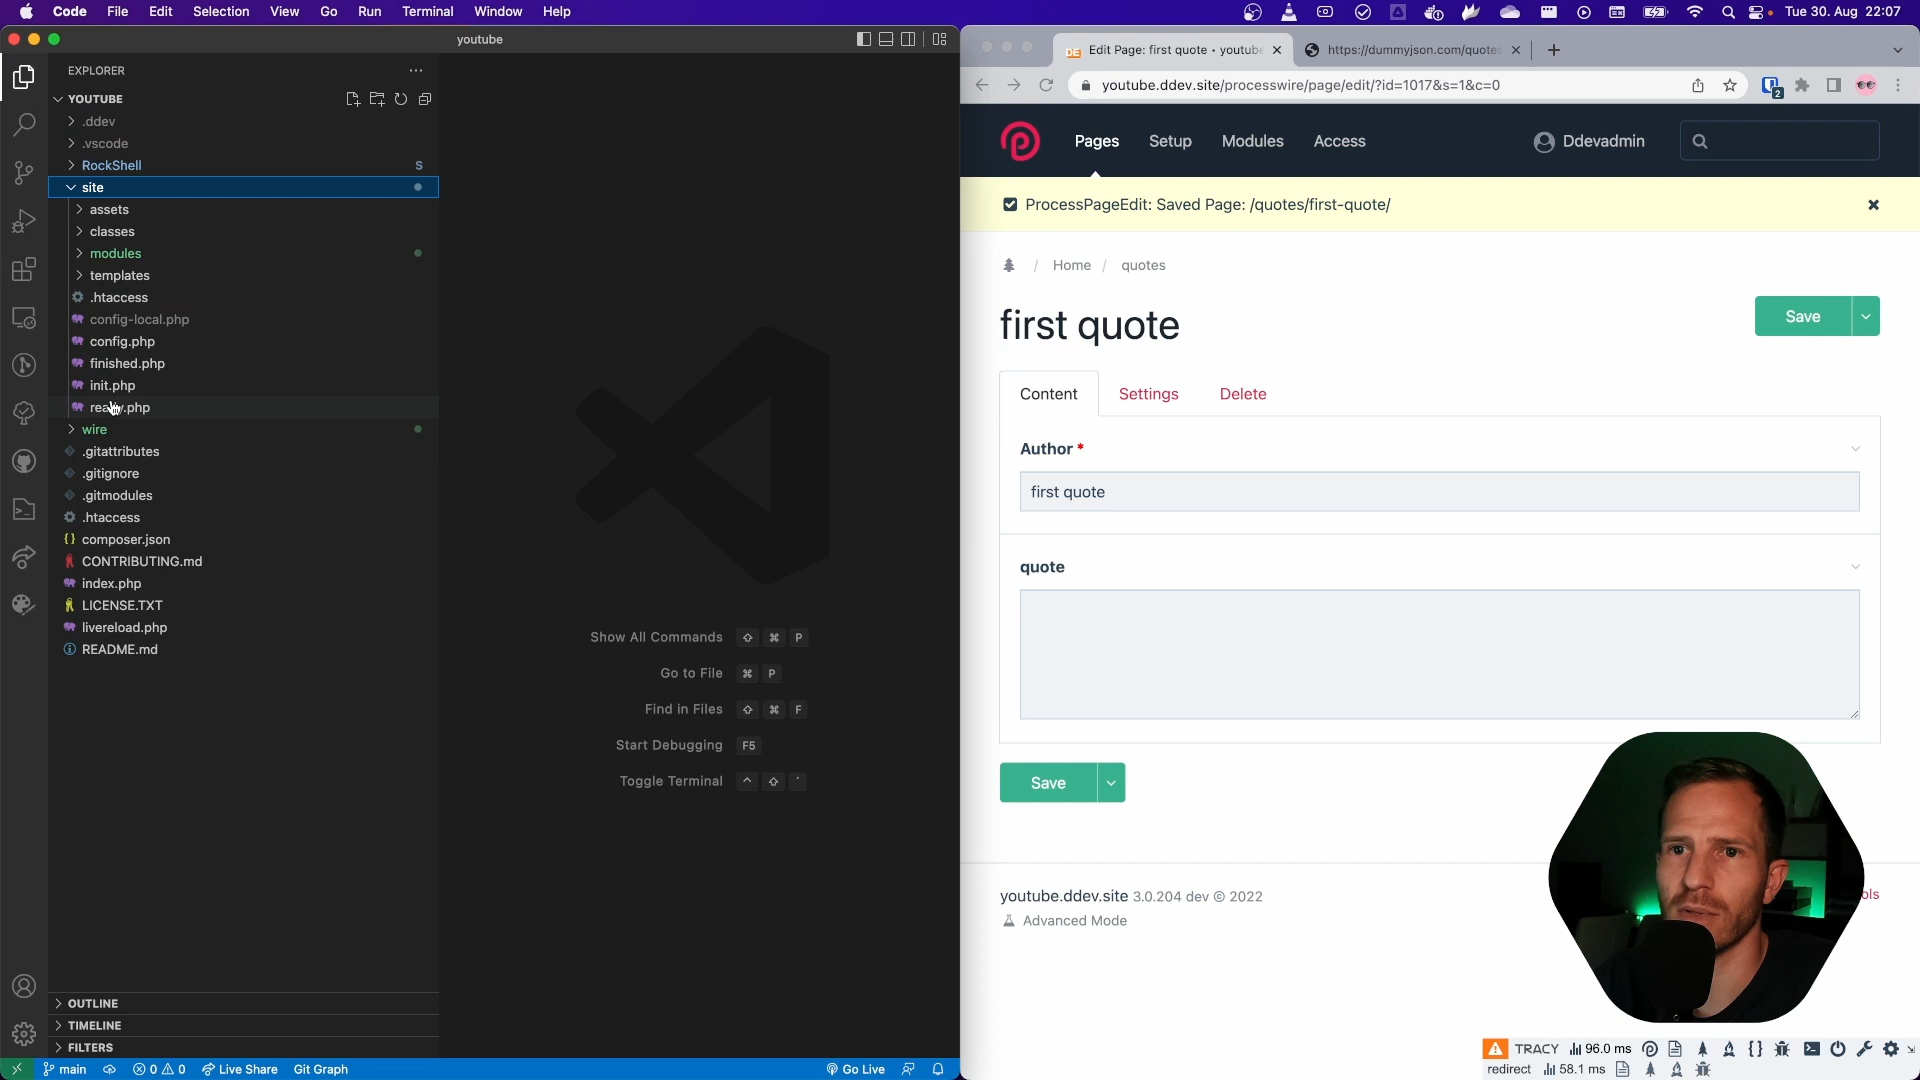 Code File Edit Selection View Go Run Terminal Window Help
Tue 30. Aug 22:07
youtube
EXPLORER
YOUTUBE
.ddev
.vscode
RockShell S
site
assets
classes
modules
templates
.htaccess
config-local.php
config.php
finished.php
init.php
ready.php
wire
.gitattributes
.gitignore
.gitmodules
.htaccess
composer.json
CONTRIBUTING.md
index.php
LICENSE.TXT
livereload.php
README.md
OUTLINE
TIMELINE
FILTERS
main 0 0 Live Share Git Graph Go Live
Show All Commands ⇧ ⌘ P
Go to File ⌘ P
Find in Files ⇧ ⌘ F
Start Debugging F5
Toggle Terminal ^ ⇧ `
Edit Page: first quote • youtube
https://dummyjson.com/quotes
youtube.ddev.site/processwire/page/edit/?id=1017&s=1&c=0
2
Pages Setup Modules Access Ddevadmin
ProcessPageEdit: Saved Page: /quotes/first-quote/
/ Home / quotes
first quote
Save
Content Settings Delete
Author *
first quote
quote
Save
youtube.ddev.site 3.0.204 dev © 2022
ols
Advanced Mode
TRACY 96.0 ms
redirect 58.1 ms